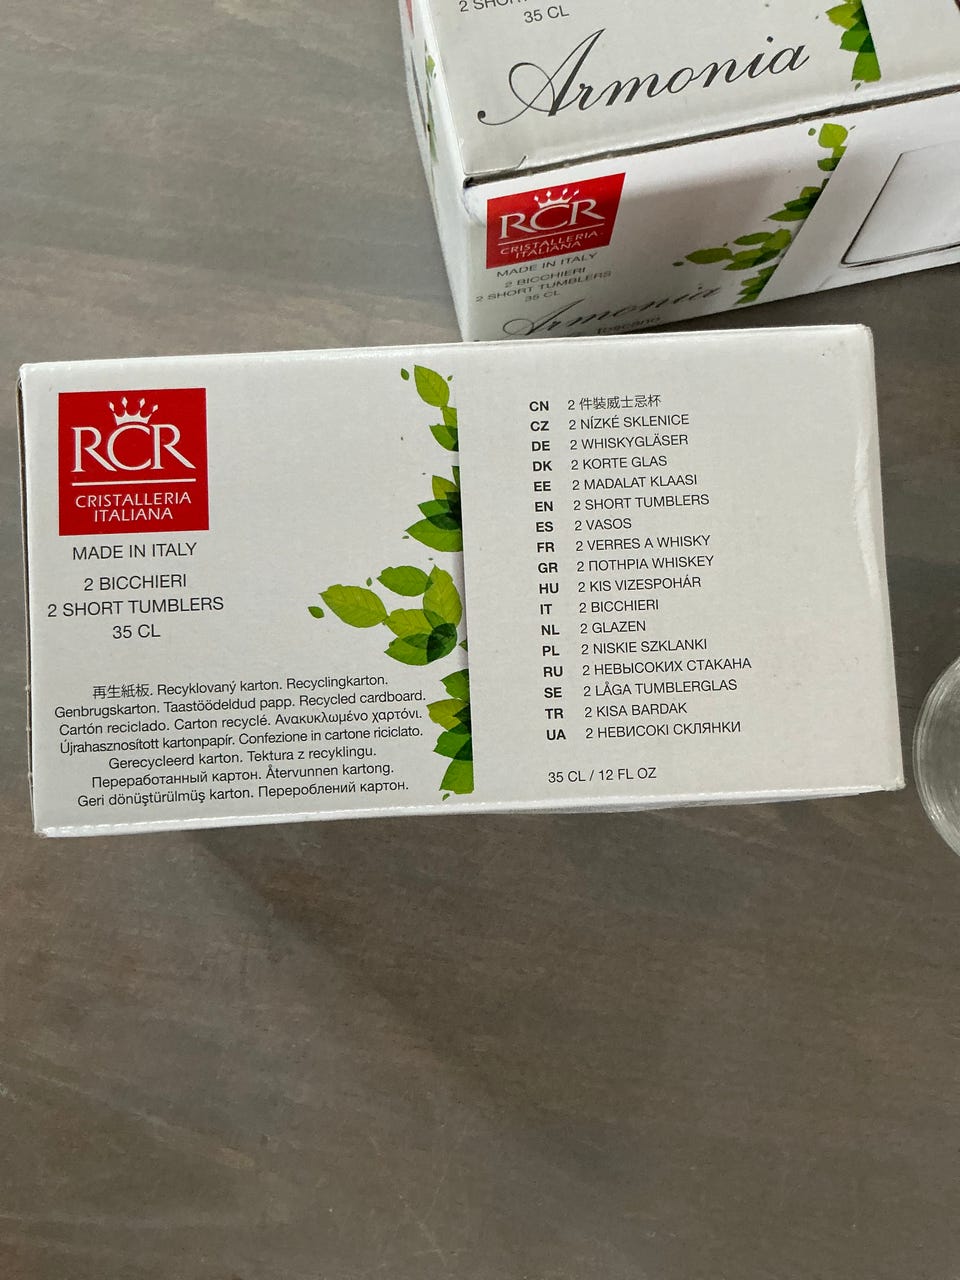 2 SHORT
35 CL
Armonia
RCR
CRISTALLERIA
ITALIANA
MADE IN ITALY
2 BICCHIERI
2 SHORT TUMBLERS
35 CL
Armonia
RCR
CRISTALLERIA
ITALIANA
MADE IN ITALY
2 BICCHIERI
2 SHORT TUMBLERS
35 CL
再生紙板. Recyklovaný karton. Recyclingkarton.
Genbrugskarton. Taastöödeldud papp. Recycled cardboard.
Cartón reciclado. Carton recyclé. Ανακυκλωμένο χαρτόνι.
Újrahasznosított kartonpapír. Confezione in cartone riciclato.
Gerecycleerd karton. Tektura z recyklingu.
Переработанный картон. Återvunnen kartong.
Geri dönüştürülmüş karton. Перероблений картон.
CN 2 件裝威士忌杯
CZ 2 NÍZKÉ SKLENICE
DE 2 WHISKYGLÄSER
DK 2 KORTE GLAS
EE 2 MADALAT KLAASI
EN 2 SHORT TUMBLERS
ES 2 VASOS
FR 2 VERRES A WHISKY
GR 2 ΠΟΤΗΡΙΑ WHISKEY
HU 2 KIS VIZESPOHÁR
IT 2 BICCHIERI
NL 2 GLAZEN
PL 2 NISKIE SZKLANKI
RU 2 НЕВЫСОКИХ СТАКАНА
SE 2 LÅGA TUMBLERGLAS
TR 2 KISA BARDAK
UA 2 НЕВИСОКІ СКЛЯНКИ
35 CL / 12 FL OZ